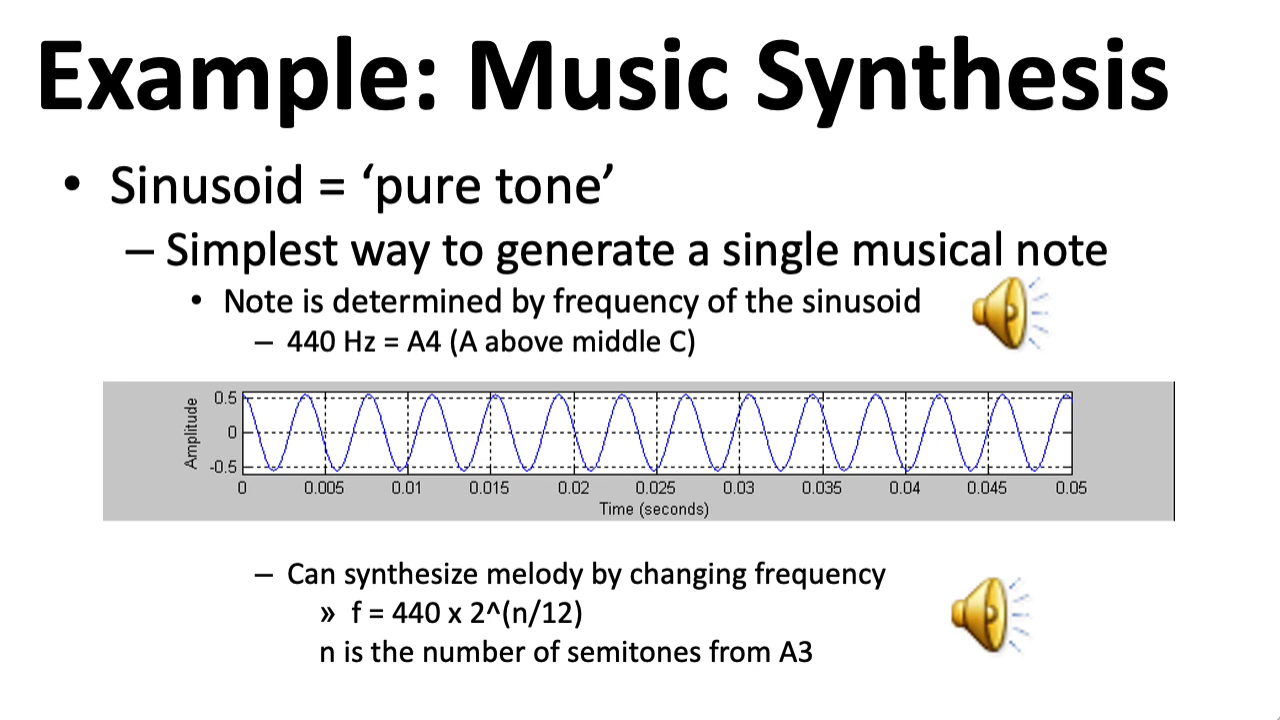 Example: Music Synthesis
• Sinusoid = ‘pure tone’
– Simplest way to generate a single musical note
• Note is determined by frequency of the sinusoid
– 440 Hz = A4 (A above middle C)
Amplitude
0.5
0
-0.5
0 0.005 0.01 0.015 0.02 0.025 0.03 0.035 0.04 0.045 0.05
Time (seconds)
– Can synthesize melody by changing frequency
» f = 440 x 2^(n/12)
n is the number of semitones from A3